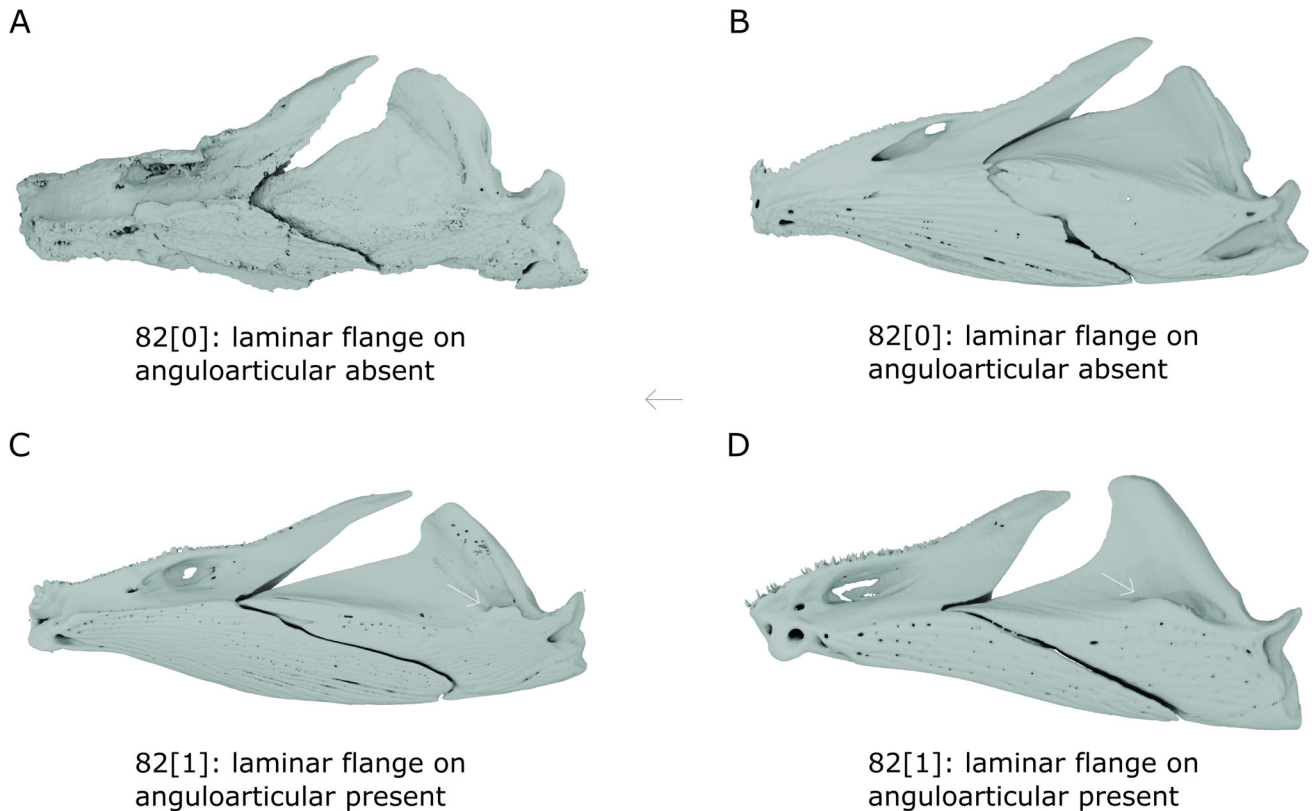 A
B
82[0]: laminar flange on
anguloarticular absent
82[0]: laminar flange on
anguloarticular absent
C
D
82[1]: laminar flange on
anguloarticular present
82[1]: laminar flange on
anguloarticular present